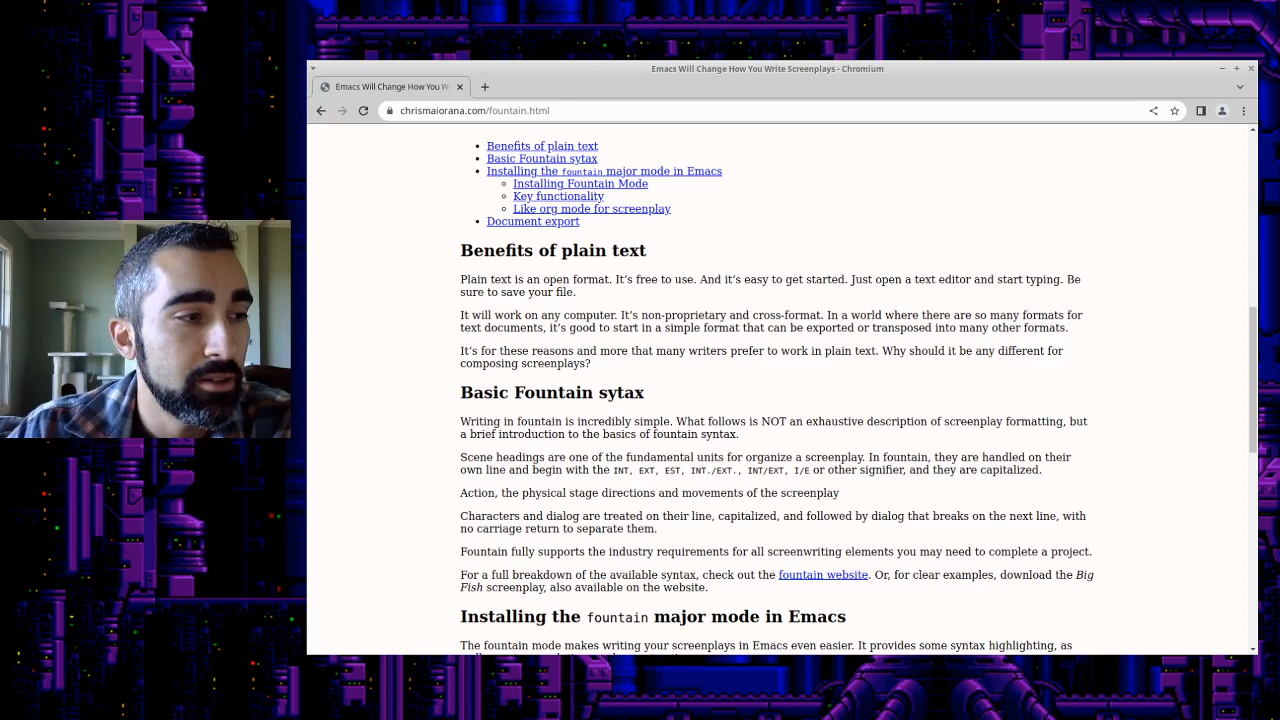 Emacs Will Change How You Write Screenplays - Chromium
Emacs Will Change How You W
chrismaiorana.com/fountain.html
Benefits of plain text
Basic Fountain sytax
Installing the fountain major mode in Emacs
Installing Fountain Mode
Key functionality
Like org mode for screenplay
Document export
Benefits of plain text
Plain text is an open format. It’s free to use. And it’s easy to get started. Just open a text editor and start typing. Be
sure to save your file.
It will work on any computer. It’s non-proprietary and cross-format. In a world where there are so many formats for
text documents, it’s good to start in a simple format that can be exported or transposed into many other formats.
It’s for these reasons and more that many writers prefer to work in plain text. Why should it be any different for
composing screenplays?
Basic Fountain sytax
Writing in fountain is incredibly simple. What follows is NOT an exhaustive description of screenplay formatting, but
a brief introduction to the basics of fountain syntax.
Scene headings are one of the fundamental units for organize a screenplay. In fountain, they are handled on their
own line and begin with the INT, EXT, EST, INT./EXT., INT/EXT, I/E or other signifier, and they are capitalized.
Action, the physical stage directions and movements of the screenplay
Characters and dialog are treated on their line, capitalized, and followed by dialog that breaks on the next line, with
no carriage return to separate them.
Fountain fully supports the industry requirements for all screenwriting elements you may need to complete a project.
For a full breakdown of the available syntax, check out the fountain website. Or, for clear examples, download the Big
Fish screenplay, also available on the website.
Installing the fountain major mode in Emacs
The fountain mode makes writing your screenplays in Emacs even easier. It provides some syntax highlighting, as